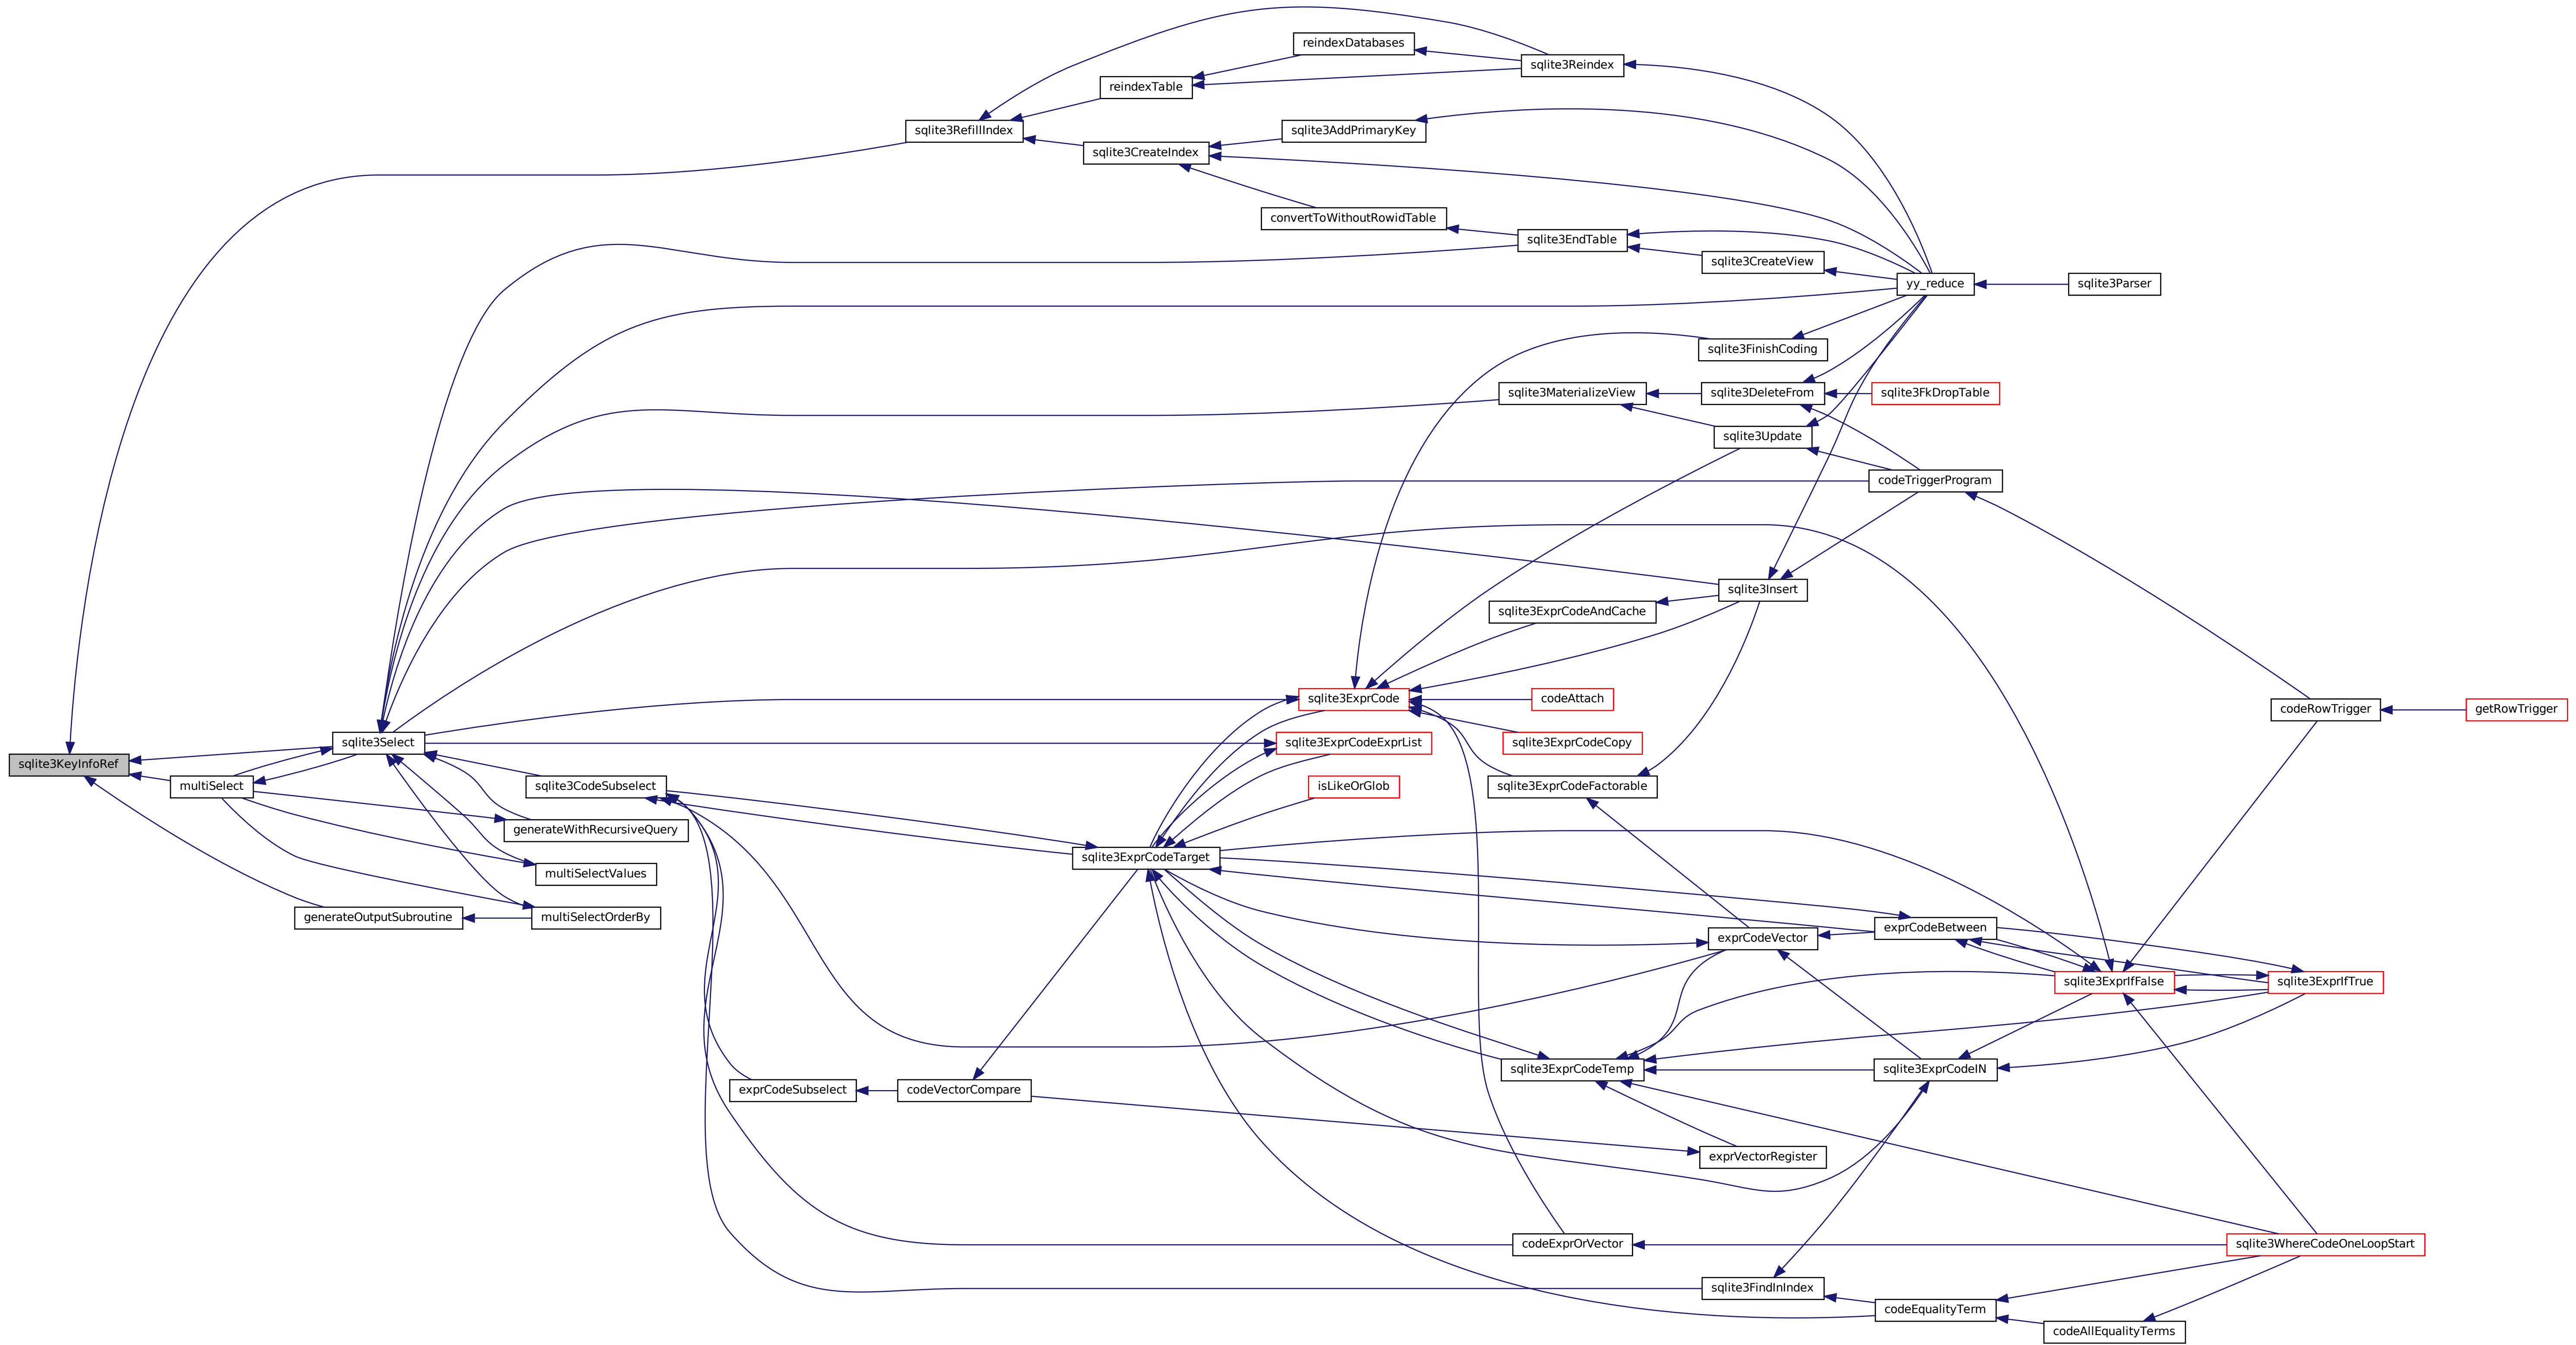 reindexDatabases
sqlite3Reindex
reindexTable
sqlite3RefillIndex
sqlite3AddPrimaryKey
sqlite3CreateIndex
convertToWithoutRowidTable
sqlite3EndTable
sqlite3CreateView
yy_reduce
sqlite3Parser
sqlite3FinishCoding
sqlite3MaterializeView
sqlite3DeleteFrom
sqlite3FkDropTable
sqlite3Update
codeTriggerProgram
sqlite3Insert
sqlite3ExprCodeAndCache
sqlite3ExprCode
codeAttach
codeRowTrigger
getRowTrigger
sqlite3Select
sqlite3ExprCodeExprList
sqlite3ExprCodeCopy
sqlite3KeyInfoRef
multiSelect
sqlite3CodeSubselect
isLikeOrGlob
sqlite3ExprCodeFactorable
generateWithRecursiveQuery
sqlite3ExprCodeTarget
multiSelectValues
generateOutputSubroutine
multiSelectOrderBy
exprCodeBetween
exprCodeVector
sqlite3ExprIfFalse
sqlite3ExprIfTrue
sqlite3ExprCodeTemp
sqlite3ExprCodeIN
exprCodeSubselect
codeVectorCompare
exprVectorRegister
codeExprOrVector
sqlite3WhereCodeOneLoopStart
sqlite3FindInIndex
codeEqualityTerm
codeAllEqualityTerms